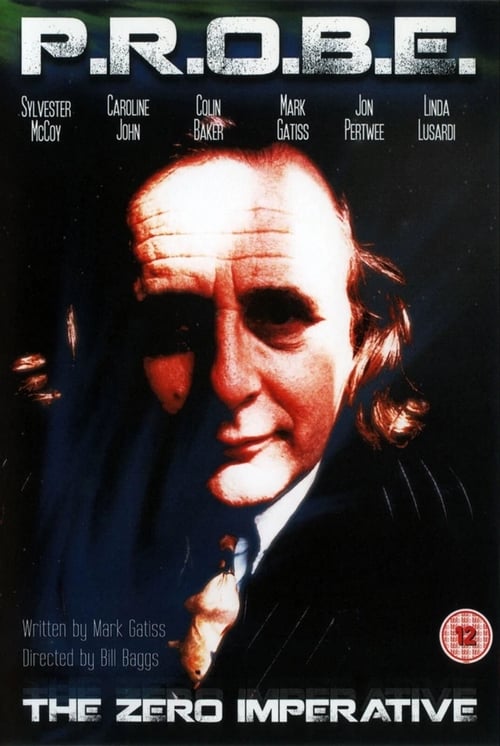 P.R.O.B.E.
SYLVESTER McCOY
CAROLINE JOHN
COLIN BAKER
MARK GATISS
JON PERTWEE
LINDA LUSARDI
Written by Mark Gatiss
Directed by Bill Baggs
12
THE ZERO IMPERATIVE